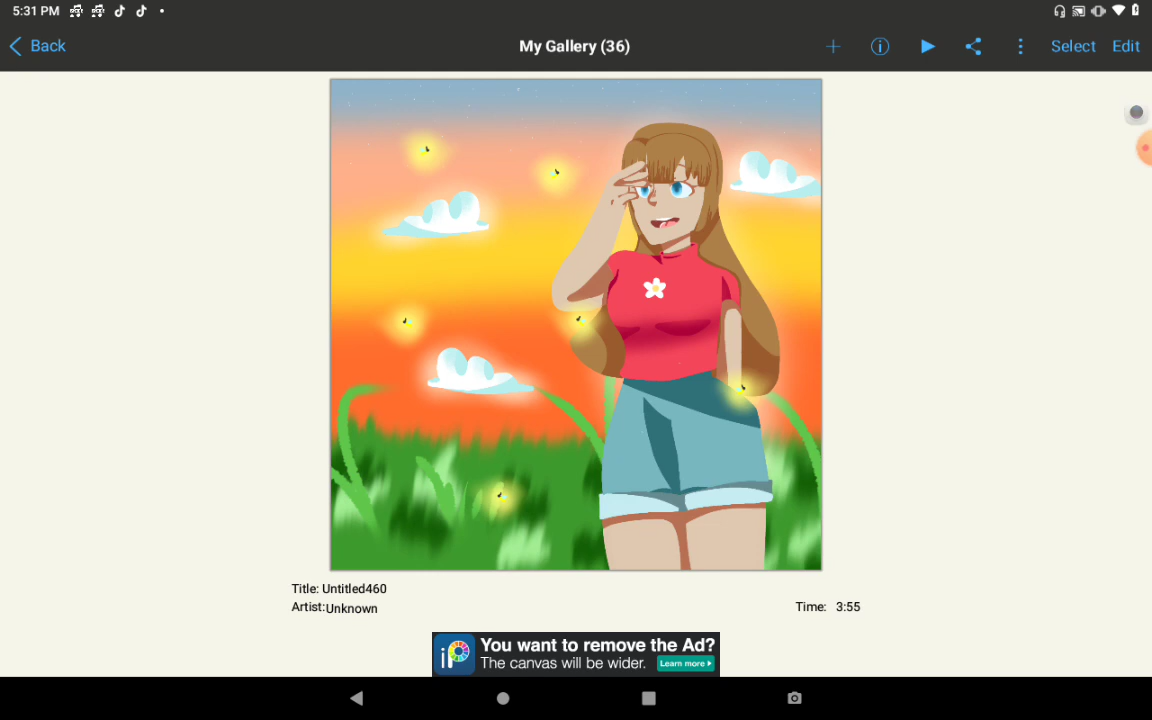 5:31 PM
Back
My Gallery (36)
Select
Edit
Title: Untitled460
Artist: Unknown
Time: 3:55
iP
You want to remove the Ad?
The canvas will be wider.
Learn more